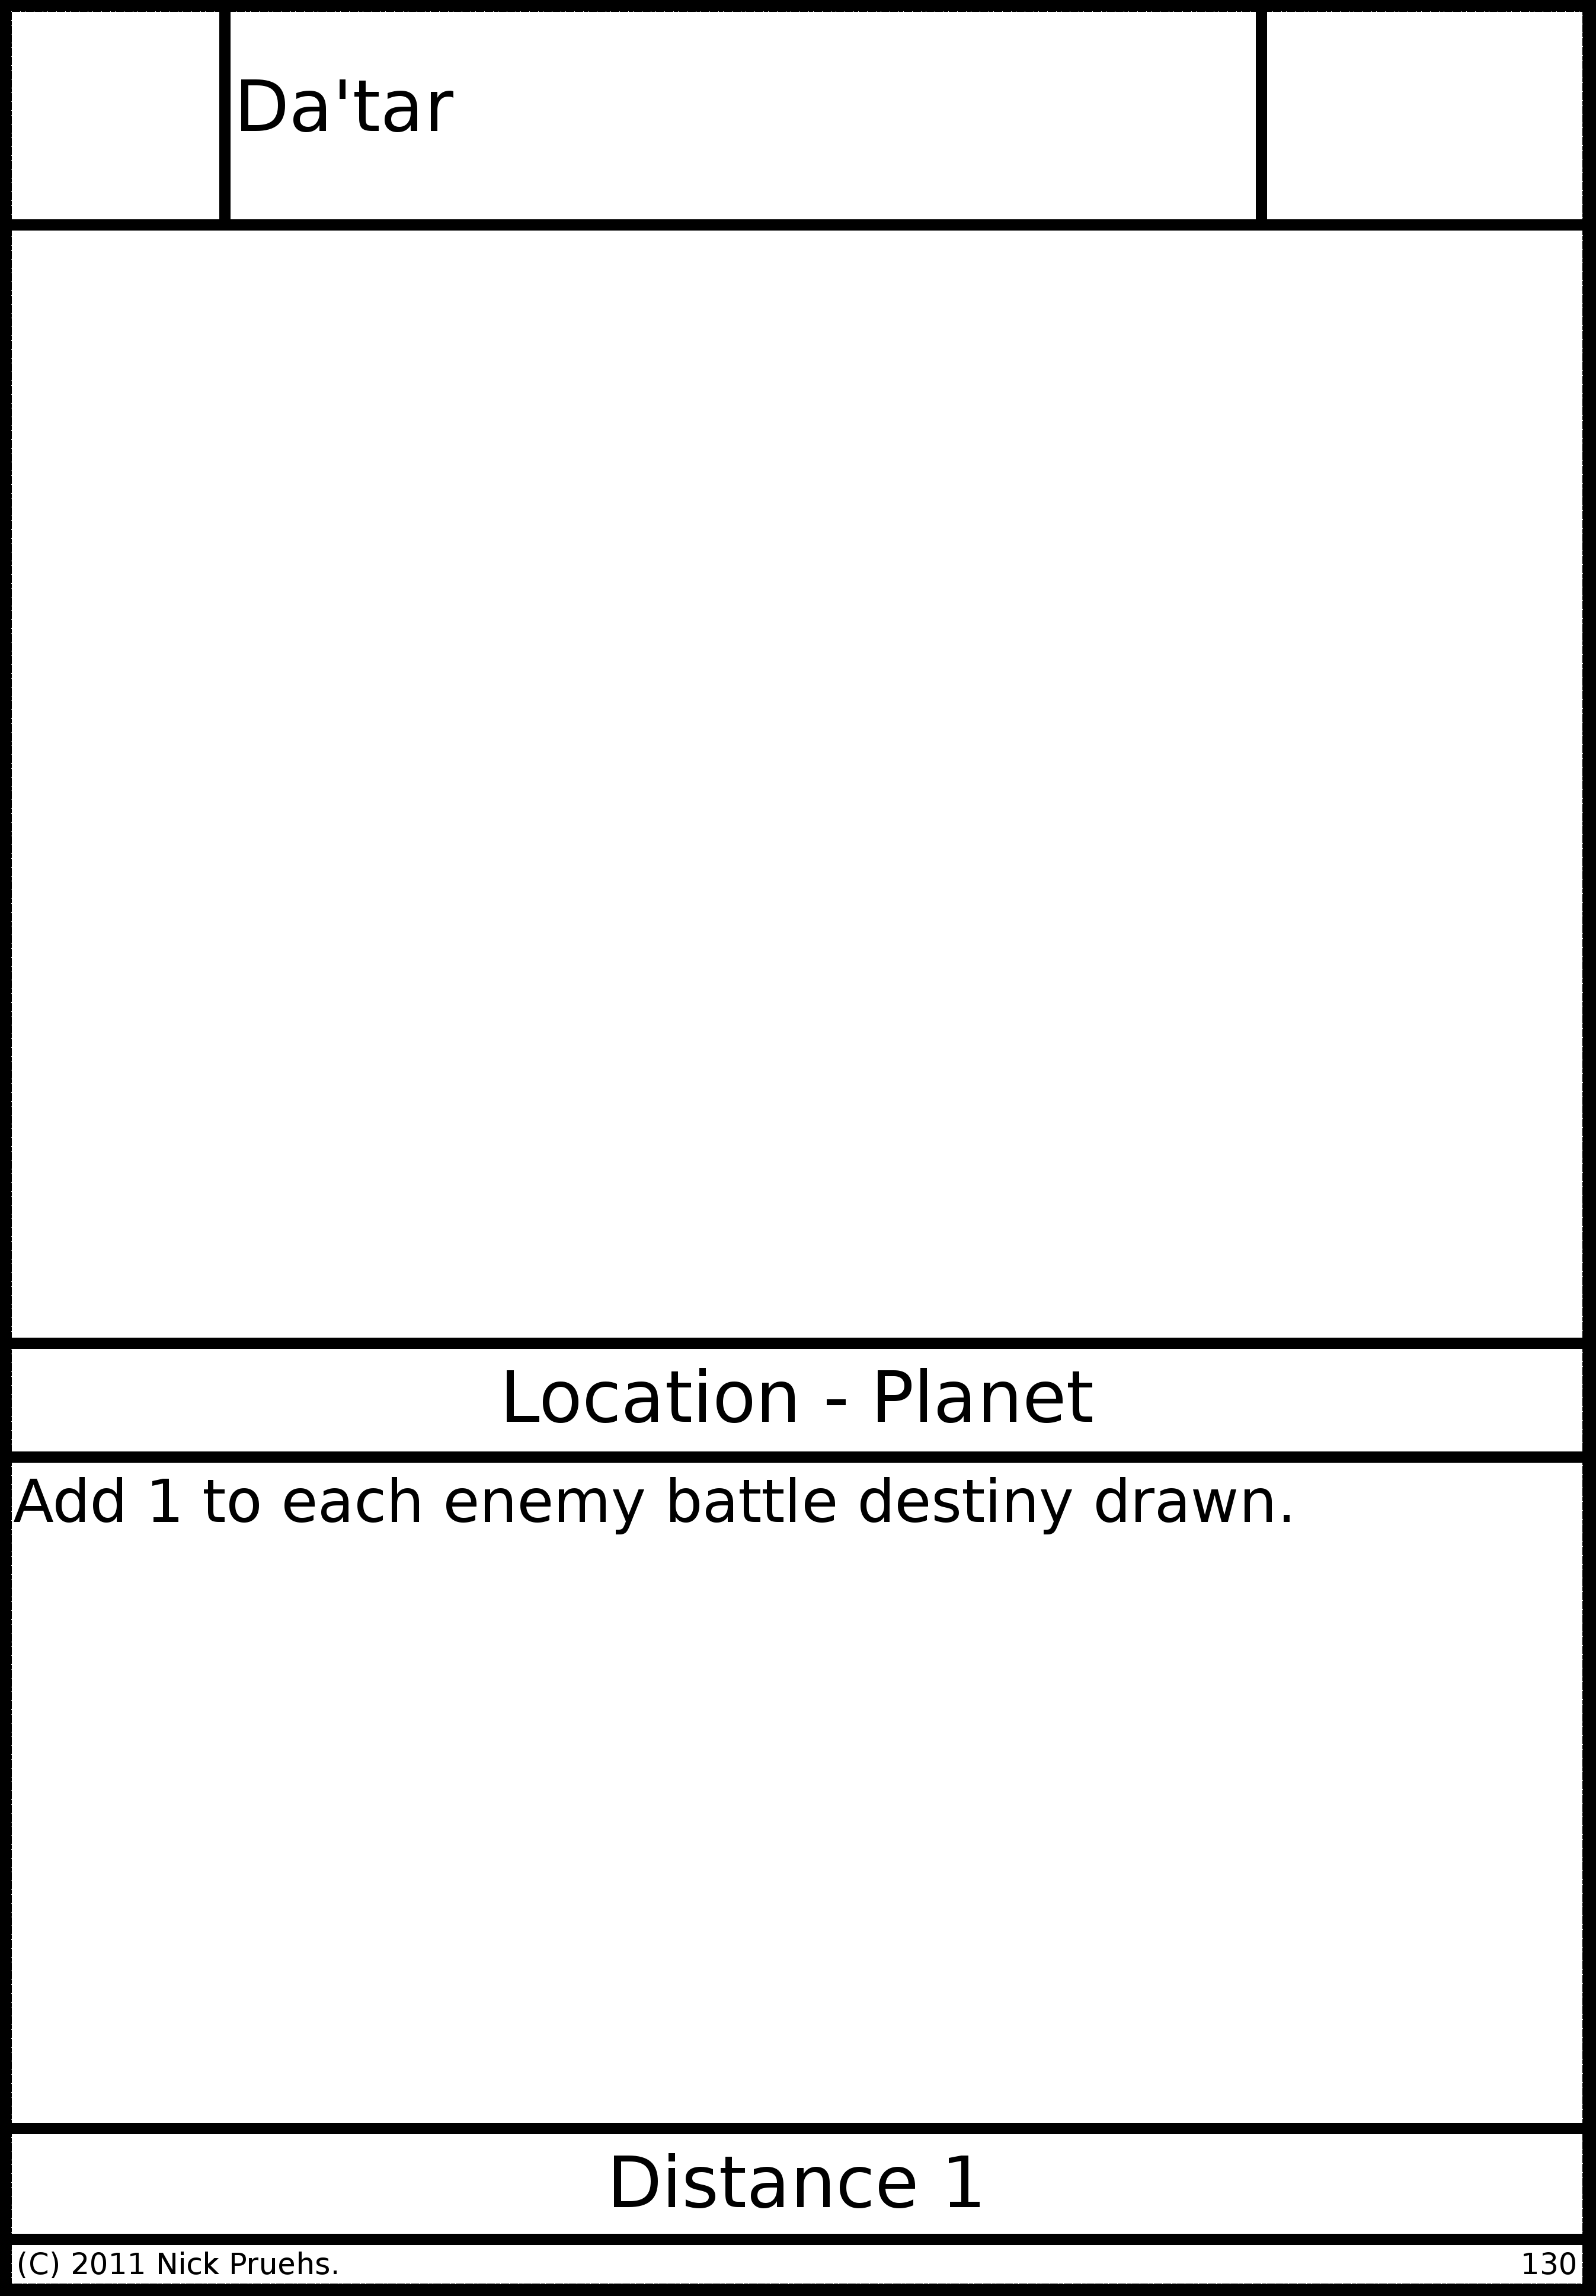 Da'tar
Location - Planet
Add 1 to each enemy battle destiny drawn.
Distance 1
(C) 2011 Nick Pruehs.
130